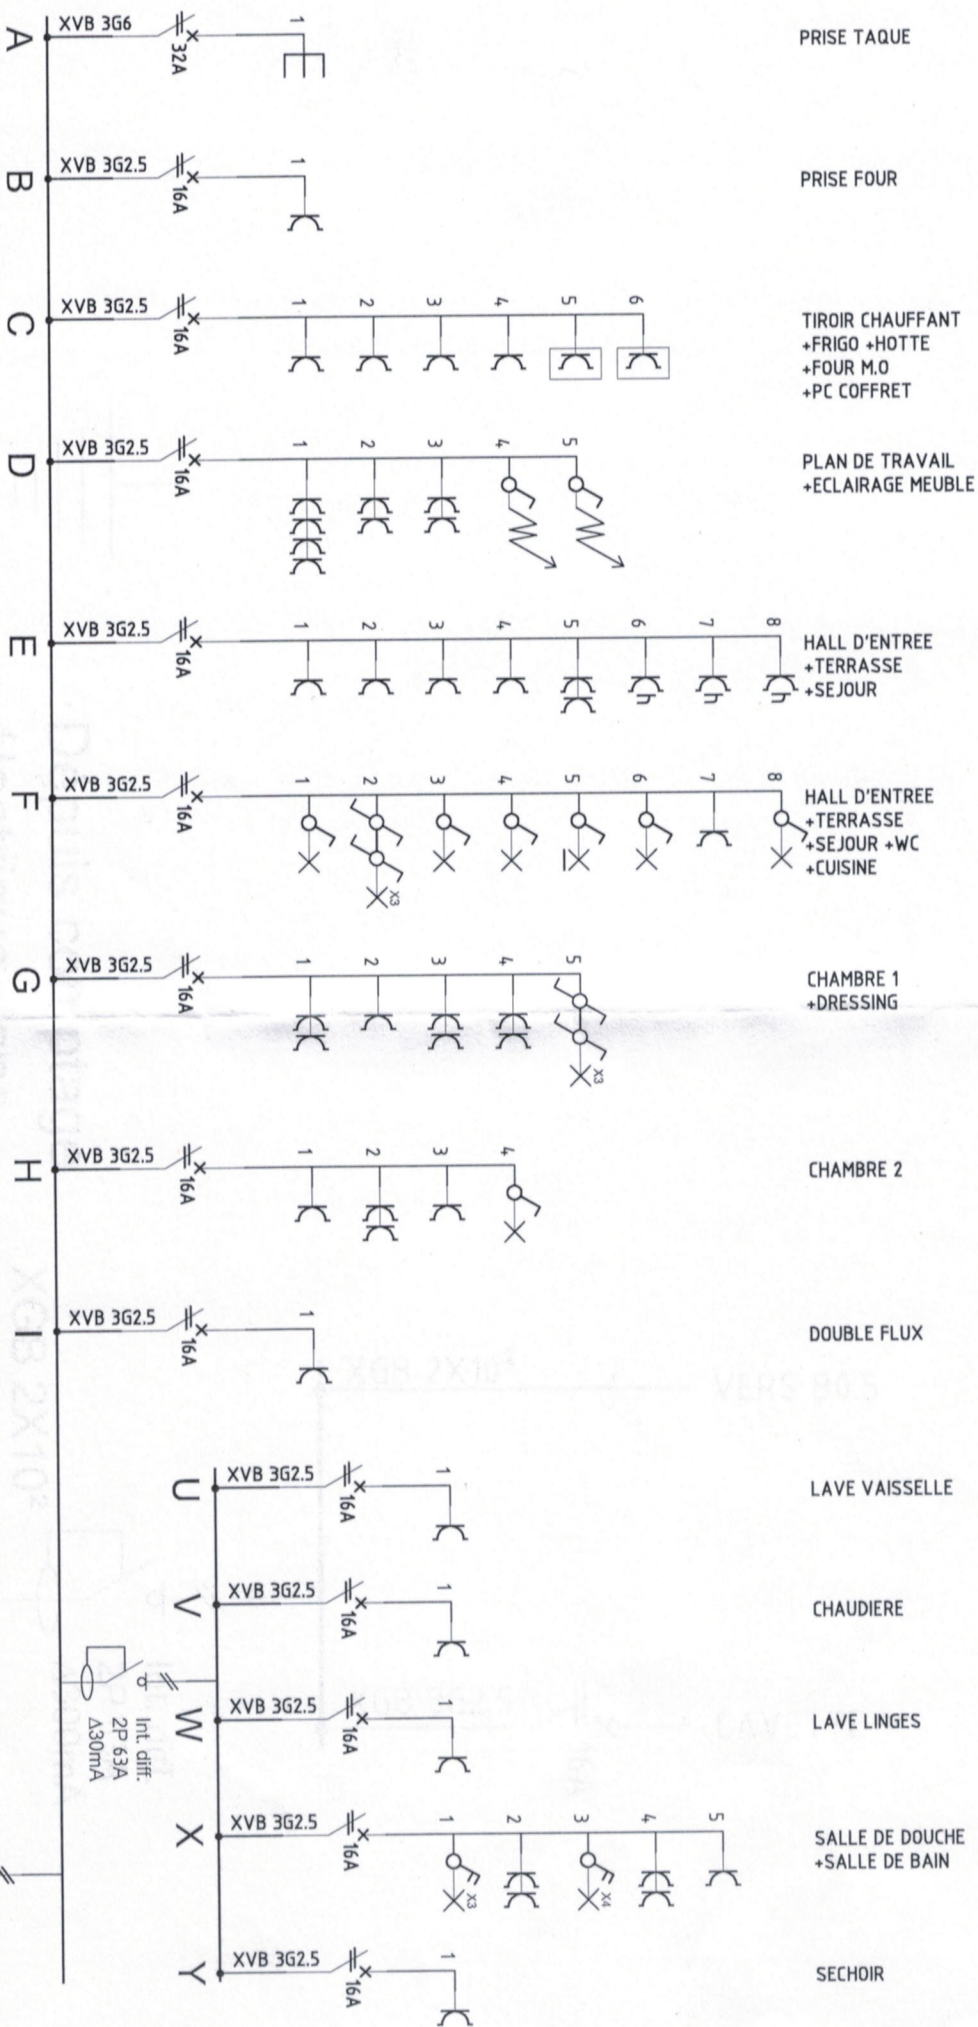 A
XVB 3G6
32A
1
PRISE TAQUE
B
XVB 3G2.5
16A
1
PRISE FOUR
C
XVB 3G2.5
16A
1 2 3 4 5 6
TIROIR CHAUFFANT
+FRIGO +HOTTE
+FOUR M.O
+PC COFFRET
D
XVB 3G2.5
16A
1 2 3 4 5
PLAN DE TRAVAIL
+ECLAIRAGE MEUBLE
E
XVB 3G2.5
16A
1 2 3 4 5 6 7 8
h h h
HALL D'ENTREE
+TERRASSE
+SEJOUR
F
XVB 3G2.5
16A
1 2 3 4 5 6 7 8
X3
HALL D'ENTREE
+TERRASSE
+SEJOUR +WC
+CUISINE
G
XVB 3G2.5
16A
1 2 3 4 5
X3
CHAMBRE 1
+DRESSING
H
XVB 3G2.5
16A
1 2 3 4
CHAMBRE 2
I
XVB 3G2.5
16A
1
DOUBLE FLUX
XGB 2X10²
VERS
U
XVB 3G2.5
16A
1
LAVE VAISSELLE
V
XVB 3G2.5
16A
1
CHAUDIERE
Int. diff.
2P 63A
Δ30mA
W
XVB 3G2.5
16A
1
LAVE LINGES
X
XVB 3G2.5
16A
1 2 3 4 5
X3 X4
SALLE DE DOUCHE
+SALLE DE BAIN
Y
XVB 3G2.5
16A
1
SECHOIR